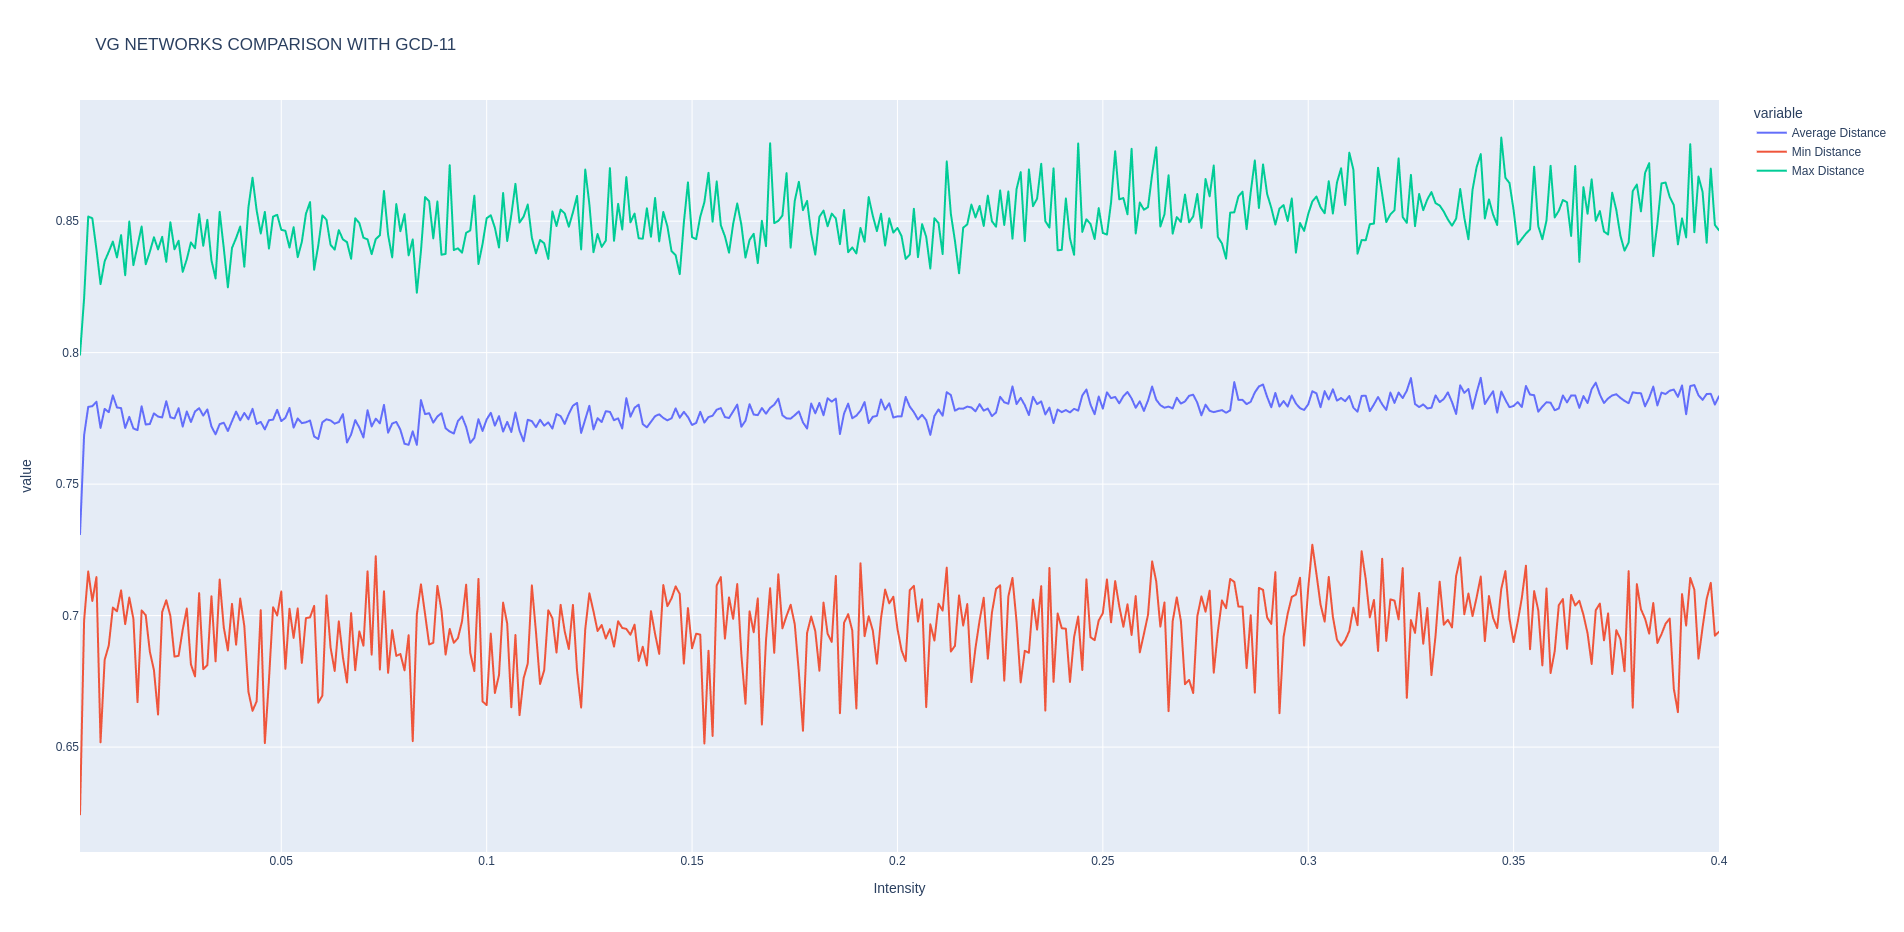 VG NETWORKS COMPARISON WITH GCD-11
variable
Average Distance
Min Distance
Max Distance
value
0.85
0.8
0.75
0.7
0.65
0.05
0.1
0.15
0.2
0.25
0.3
0.35
0.4
Intensity